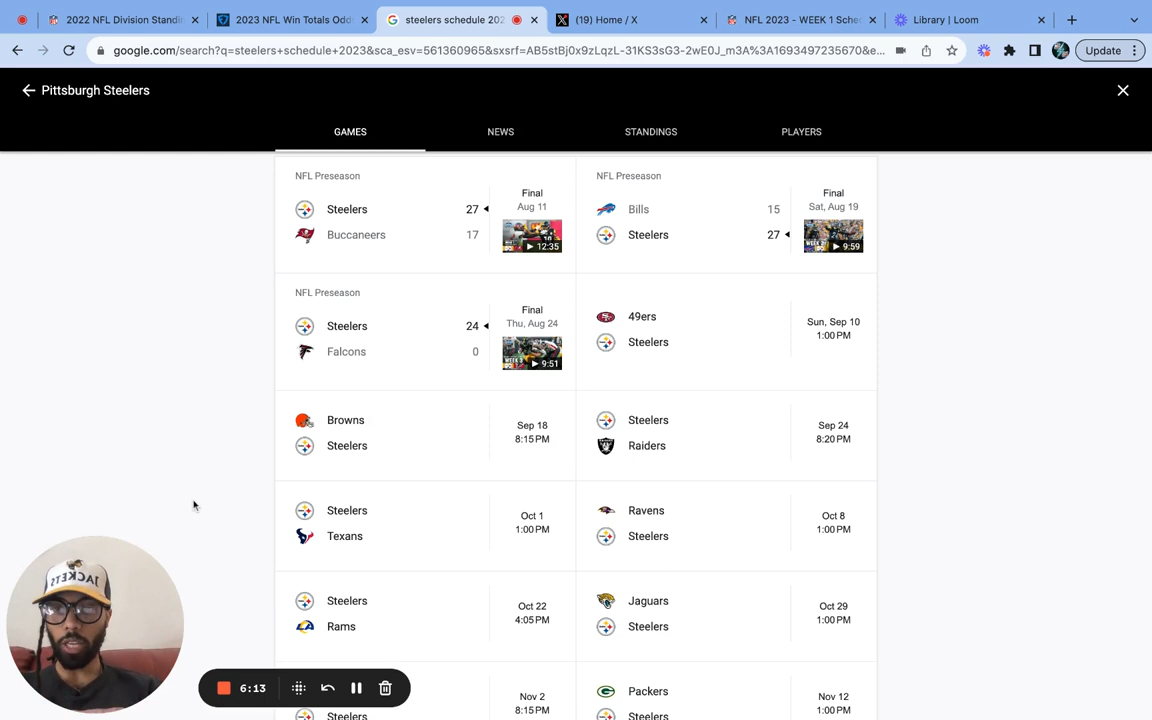 2022 NFL Division Standi
2023 NFL Win Totals Odd
steelers schedule 202
(19) Home / X
NFL 2023 - WEEK 1 Sche
Library | Loom
google.com/search?q=steelers+schedule+2023&sca_esv=561360965&sxsrf=AB5stBj0x9zLqzL-31KS3sG3-2wE0J_m3A%3A1693497235670&e...
Update
Pittsburgh Steelers
GAMES
NEWS
STANDINGS
PLAYERS
NFL Preseason
Steelers 27
Buccaneers 17
Final
Aug 11
12:35
NFL Preseason
Bills 15
Steelers 27
Final
Sat, Aug 19
9:59
NFL Preseason
Steelers 24
Falcons 0
Final
Thu, Aug 24
9:51
49ers
Steelers
Sun, Sep 10
1:00 PM
Browns
Steelers
Sep 18
8:15 PM
Steelers
Raiders
Sep 24
8:20 PM
Steelers
Texans
Oct 1
1:00 PM
Ravens
Steelers
Oct 8
1:00 PM
Steelers
Rams
Oct 22
4:05 PM
Jaguars
Steelers
Oct 29
1:00 PM
Steelers
Nov 2
8:15 PM
Packers
Steelers
Nov 12
1:00 PM
JACKETS
6:13